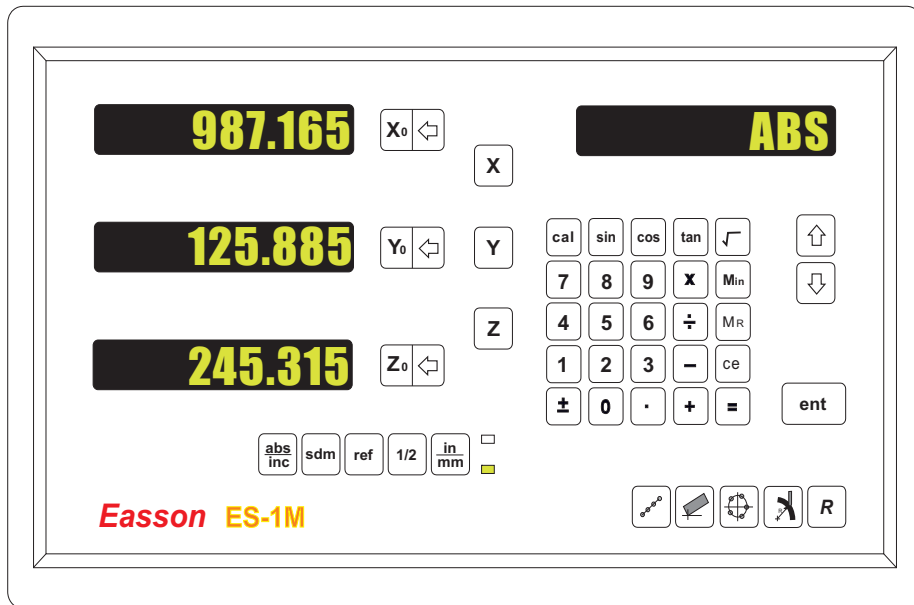 987.165 X0 ABS
X
125.885 Y0 Y
cal sin cos tan √
7 8 9 x Min
245.315 Z0 Z
4 5 6 ÷ MR
1 2 3 − ce
± 0 . + = ent
abs/inc sdm ref 1/2 in/mm
Easson ES-1M R R